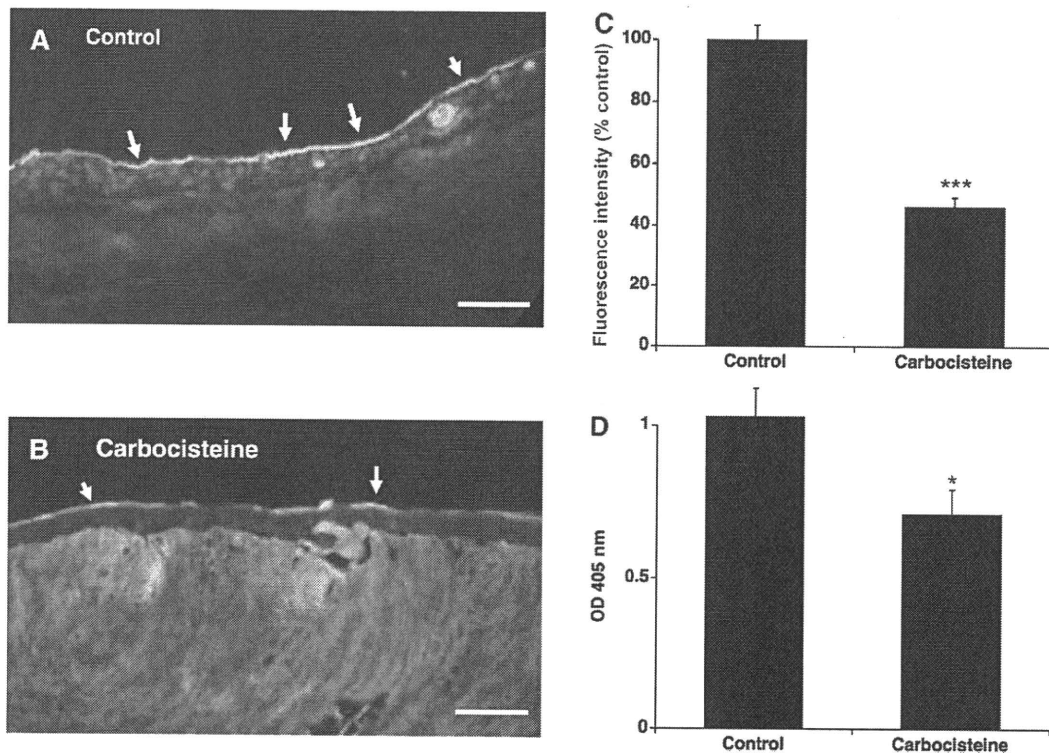 A Control
B Carbocisteine
C
Fluorescence intensity (% control)
100
80
60
40
20
0
***
Control
Carbocisteine
D
OD 405 nm
1
0.5
0
*
Control
Carbocisteine